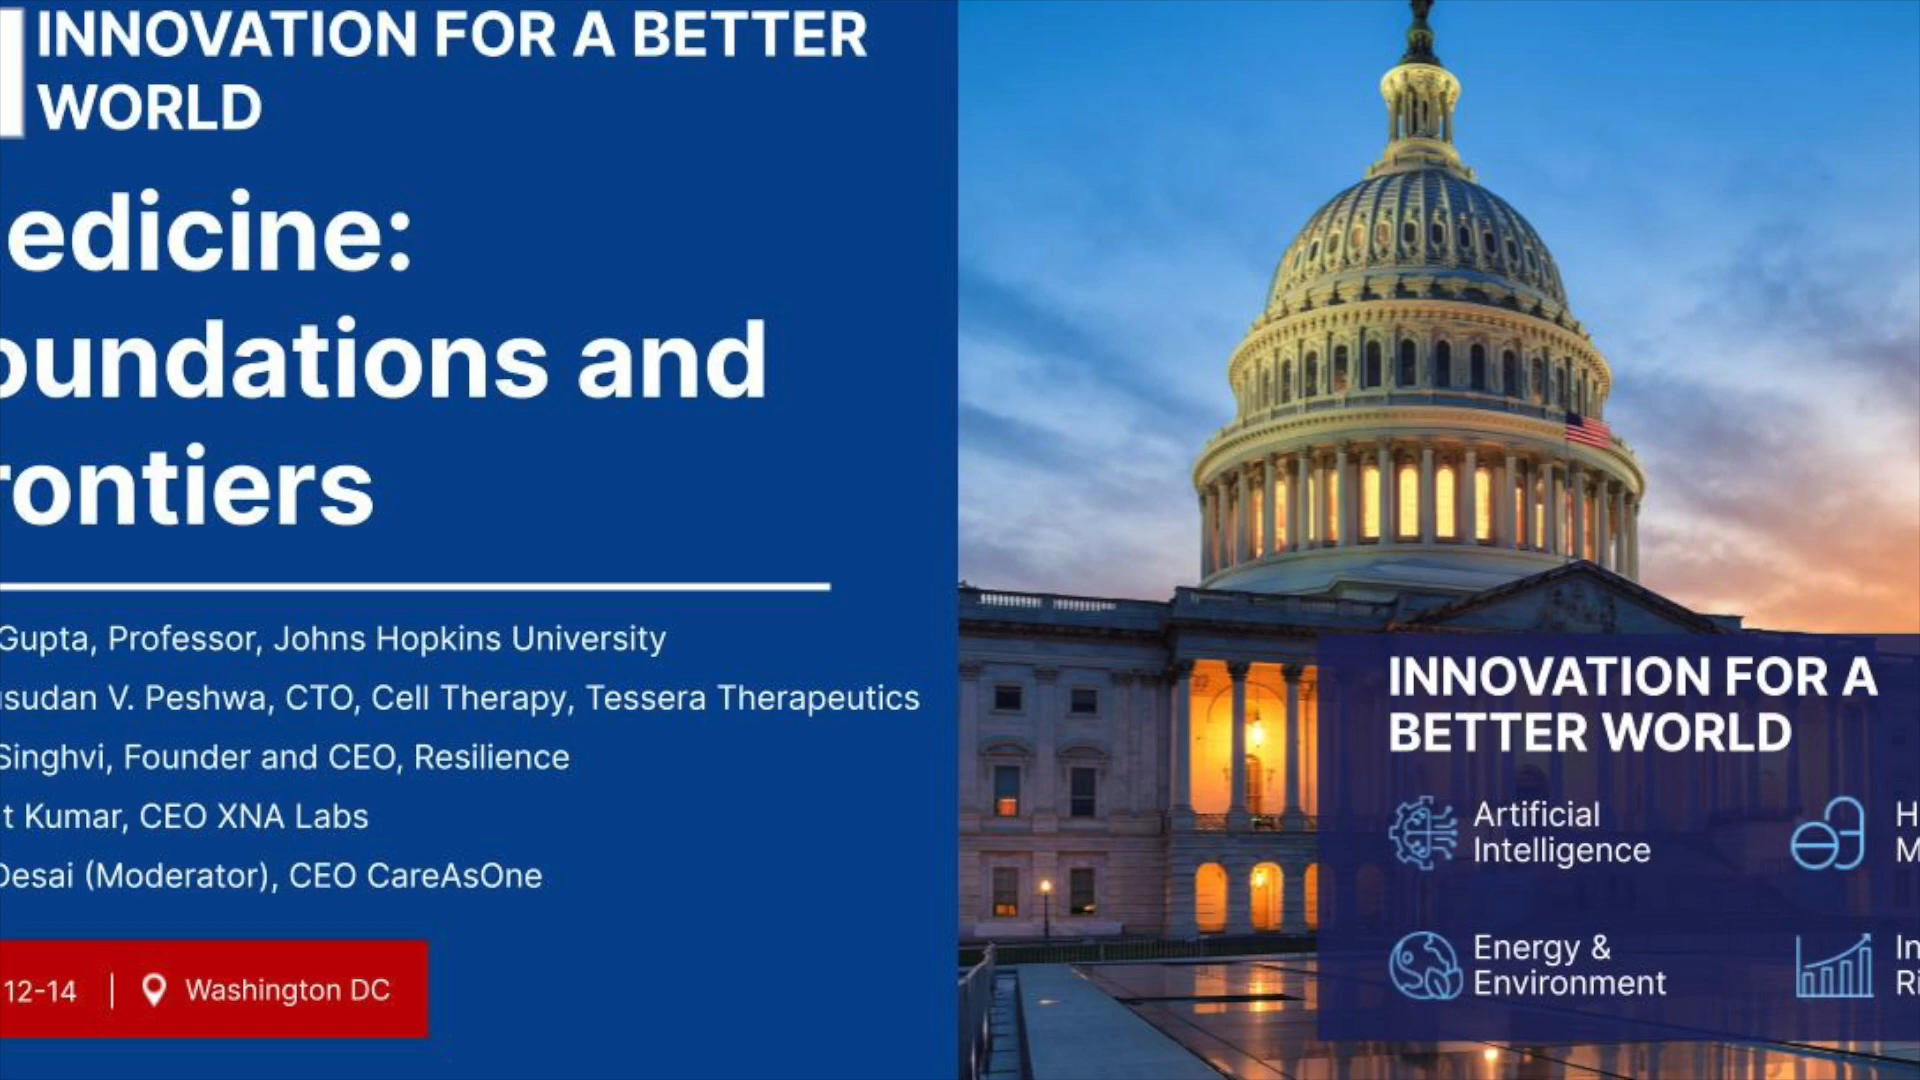 INNOVATION FOR A BETTER
WORLD
edicine:
oundations and
rontiers
Gupta, Professor, Johns Hopkins University
usudan V. Peshwa, CTO, Cell Therapy, Tessera Therapeutics
Singhvi, Founder and CEO, Resilience
t Kumar, CEO XNA Labs
Desai (Moderator), CEO CareAsOne
12-14 | Washington DC
INNOVATION FOR A
BETTER WORLD
Artificial
Intelligence
H
M
Energy &
Environment
In
Ri